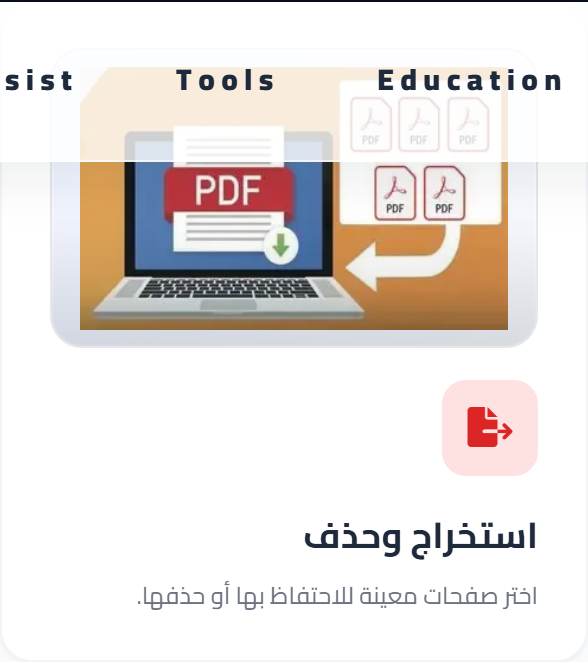 sist Tools Education
PDF PDF PDF
PDF
PDF PDF
استخراج وحذف
اختر صفحات معينة للاحتفاظ بها أو حذفها.